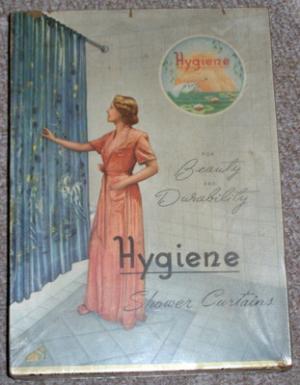 Hygiene
FOR
Beauty
AND
Durability
Hygiene
Shower Curtains